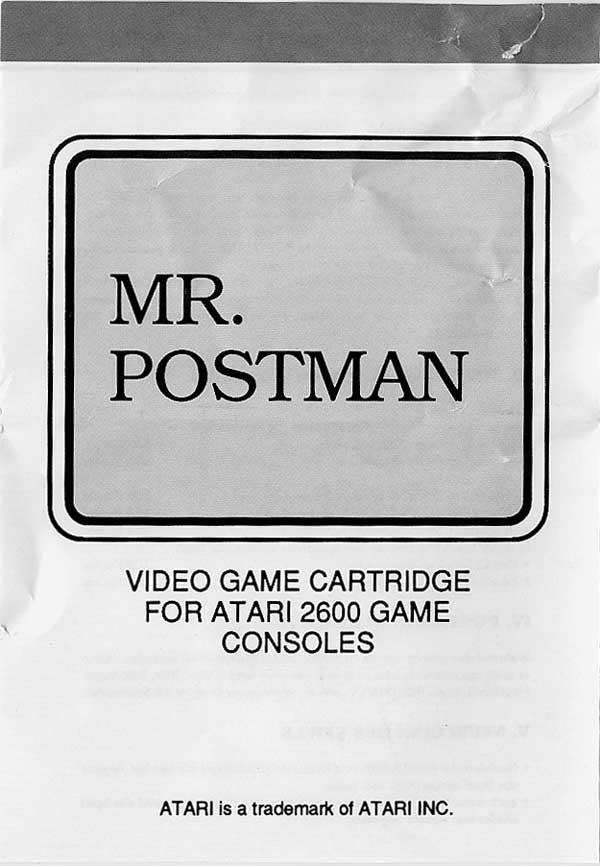 MR.
POSTMAN
VIDEO GAME CARTRIDGE
FOR ATARI 2600 GAME
CONSOLES
ATARI is a trademark of ATARI INC.